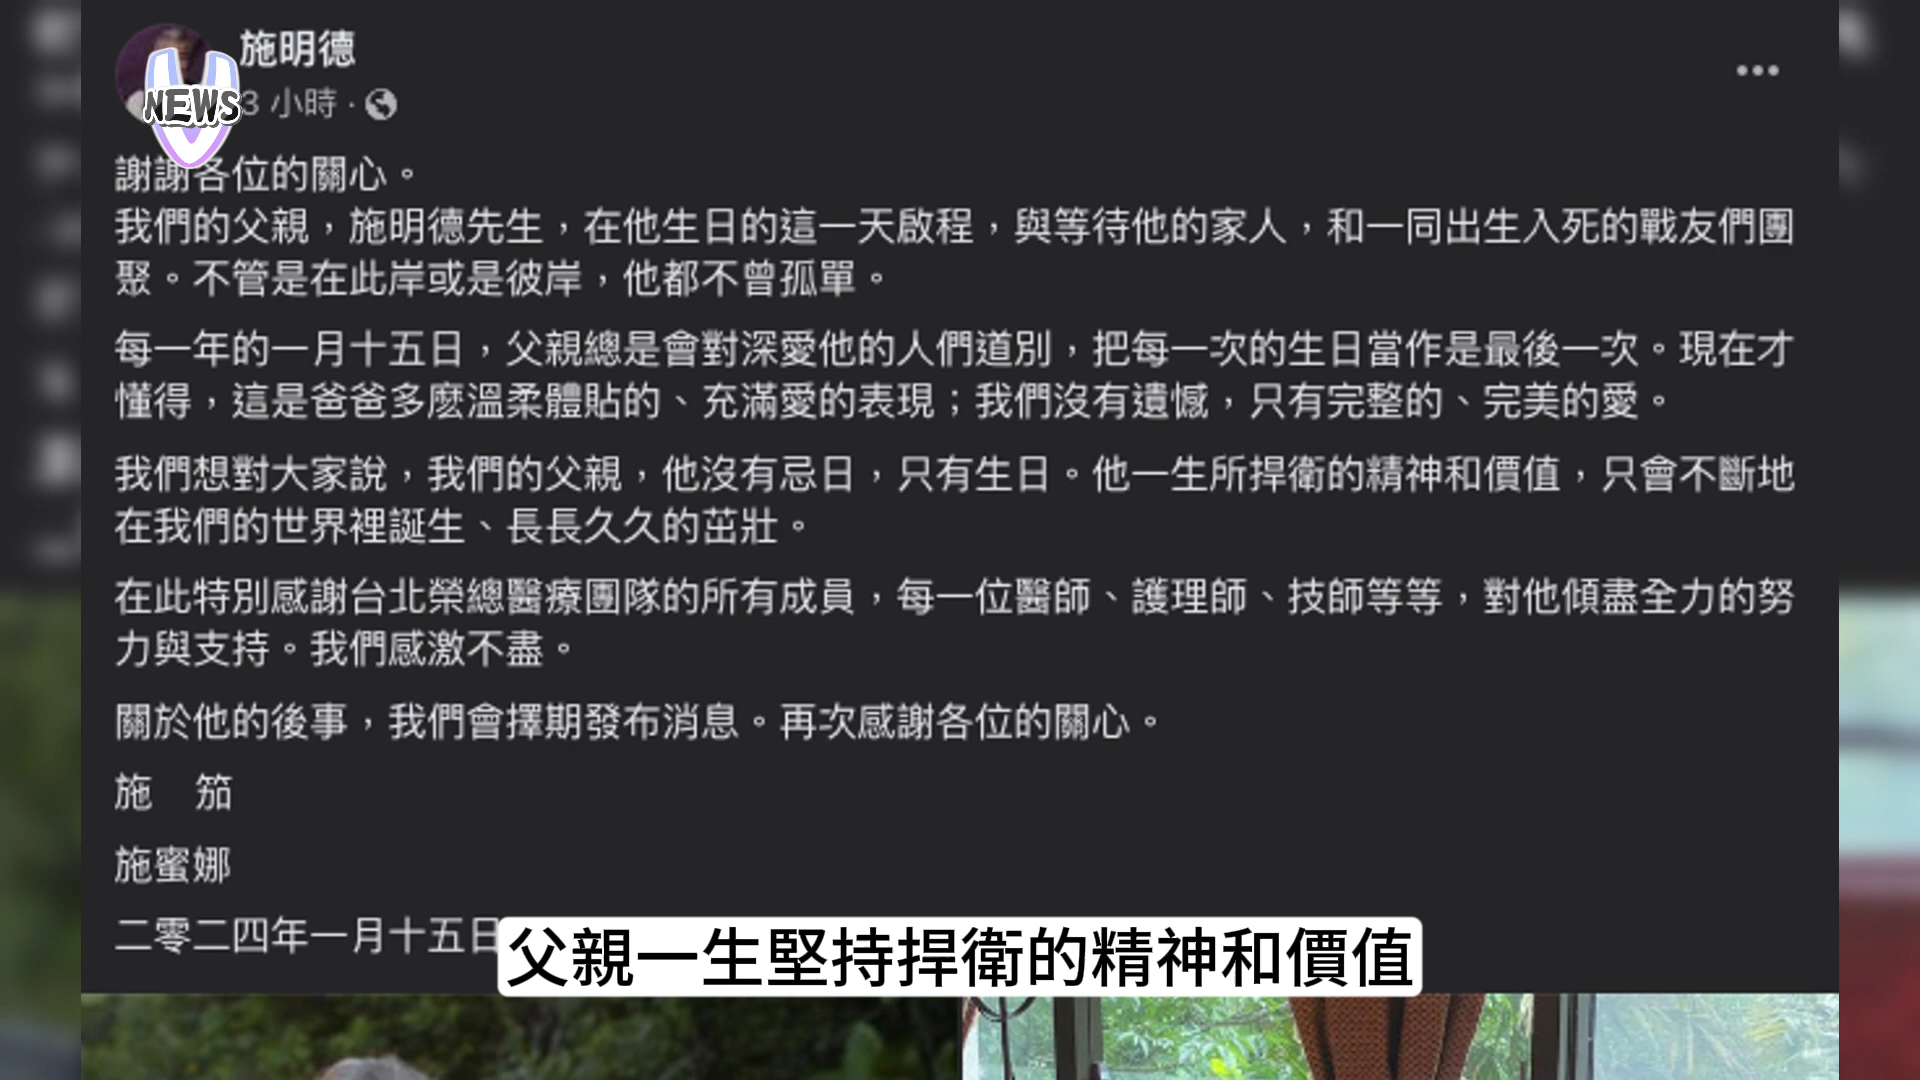 施明德
NEWS
3 小時 ·
謝謝各位的關心。
我們的父親，施明德先生，在他生日的這一天啟程，與等待他的家人，和一同出生入死的戰友們團
聚。不管是在此岸或是彼岸，他都不曾孤單。
每一年的一月十五日，父親總是會對深愛他的人們道別，把每一次的生日當作是最後一次。現在才
懂得，這是爸爸多麽溫柔體貼的、充滿愛的表現；我們沒有遺憾，只有完整的、完美的愛。
我們想對大家說，我們的父親，他沒有忌日，只有生日。他一生所捍衛的精神和價值，只會不斷地
在我們的世界裡誕生、長長久久的茁壯。
在此特別感謝台北榮總醫療團隊的所有成員，每一位醫師、護理師、技師等等，對他傾盡全力的努
力與支持。我們感激不盡。
關於他的後事，我們會擇期發布消息。再次感謝各位的關心。
施　笳
施蜜娜
二零二四年一月十五日
父親一生堅持捍衛的精神和價值